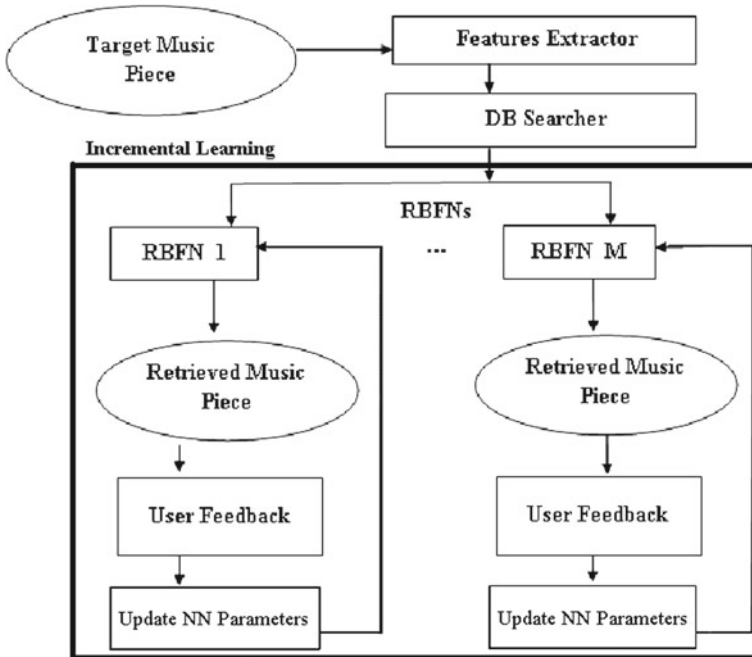 Target Music
Piece
Features Extractor
DB Searcher
Incremental Learning
RBFNs
RBFN 1
...
RBFN M
Retrieved Music
Piece
Retrieved Music
Piece
User Feedback
User Feedback
Update NN Parameters
Update NN Parameters